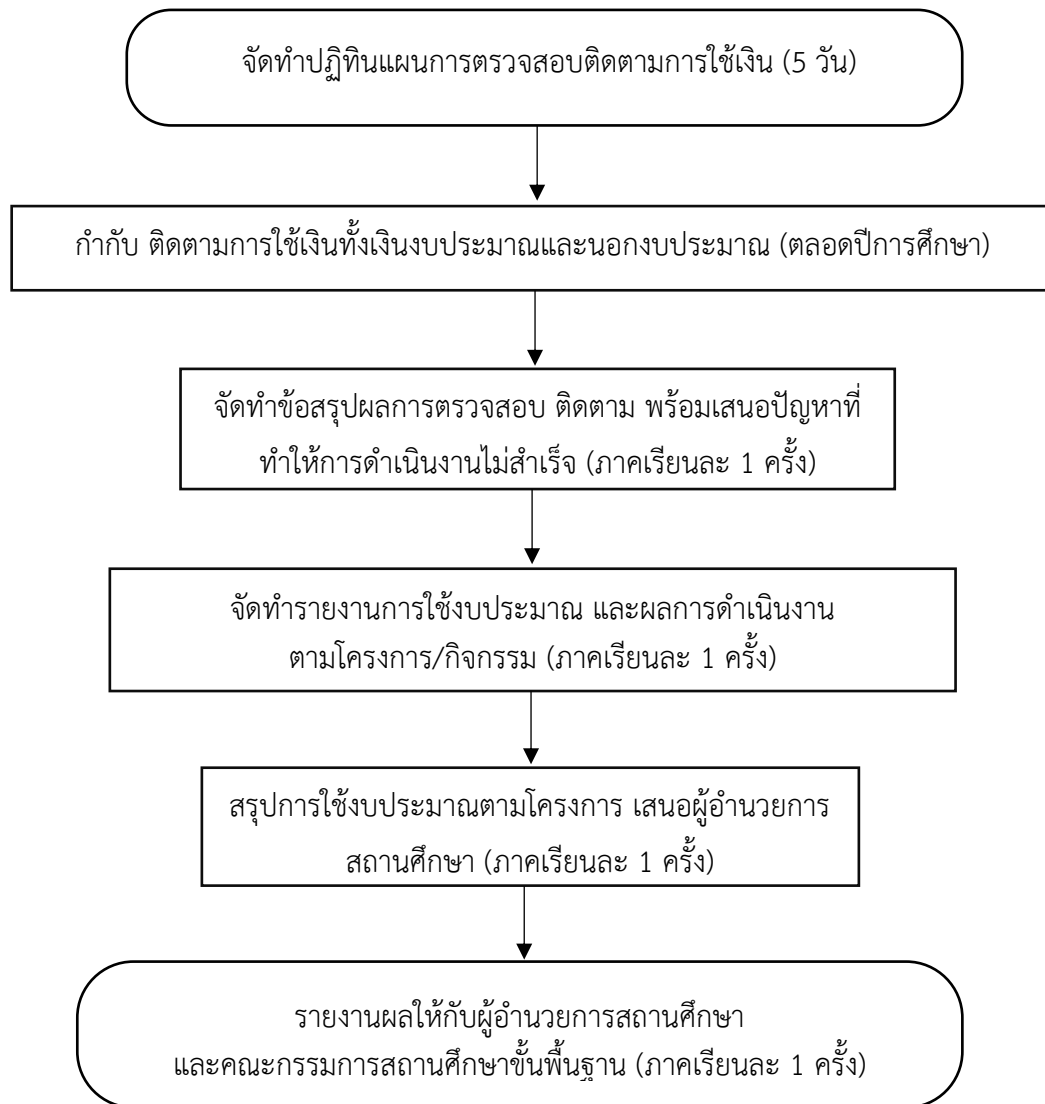 จัดทำปฏิทินแผนการตรวจสอบติดตามการใช้เงิน (5 วัน)
กำกับ ติดตามการใช้เงินทั้งเงินงบประมาณและนอกงบประมาณ (ตลอดปีการศึกษา)
จัดทำข้อสรุปผลการตรวจสอบ ติดตาม พร้อมเสนอปัญหาที่
ทำให้การดำเนินงานไม่สำเร็จ (ภาคเรียนละ 1 ครั้ง)
จัดทำรายงานการใช้งบประมาณ และผลการดำเนินงาน
ตามโครงการ/กิจกรรม (ภาคเรียนละ 1 ครั้ง)
สรุปการใช้งบประมาณตามโครงการ เสนอผู้อำนวยการ
สถานศึกษา (ภาคเรียนละ 1 ครั้ง)
รายงานผลให้กับผู้อำนวยการสถานศึกษา
และคณะกรรมการสถานศึกษาขั้นพื้นฐาน (ภาคเรียนละ 1 ครั้ง)